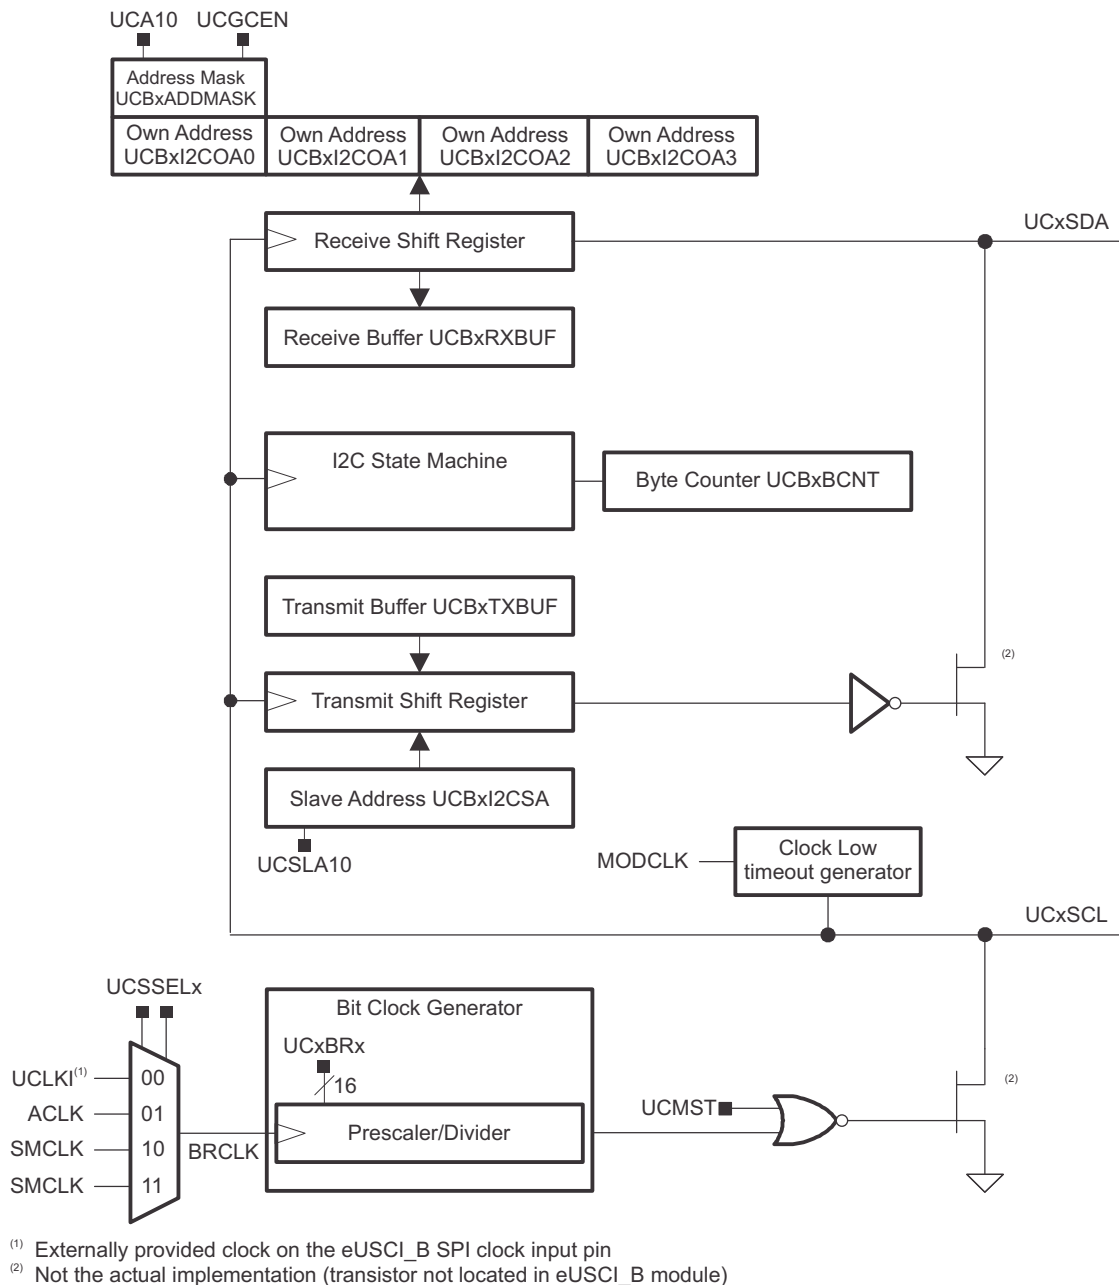 UCA10 UCGCEN
Address Mask
UCBxADDMASK
Own Address
UCBxI2COA0
Own Address
UCBxI2COA1
Own Address
UCBxI2COA2
Own Address
UCBxI2COA3
Receive Shift Register
UCxSDA
Receive Buffer UCBxRXBUF
I2C State Machine
Byte Counter UCBxBCNT
Transmit Buffer UCBxTXBUF
(2)
Transmit Shift Register
Slave Address UCBxI2CSA
UCSLA10
MODCLK
Clock Low
timeout generator
UCxSCL
UCSSELx
Bit Clock Generator
UCxBRx
16
UCLKI(1) 00
ACLK 01
SMCLK 10
SMCLK 11
BRCLK
Prescaler/Divider
UCMST
(2)
(1) Externally provided clock on the eUSCI_B SPI clock input pin
(2) Not the actual implementation (transistor not located in eUSCI_B module)